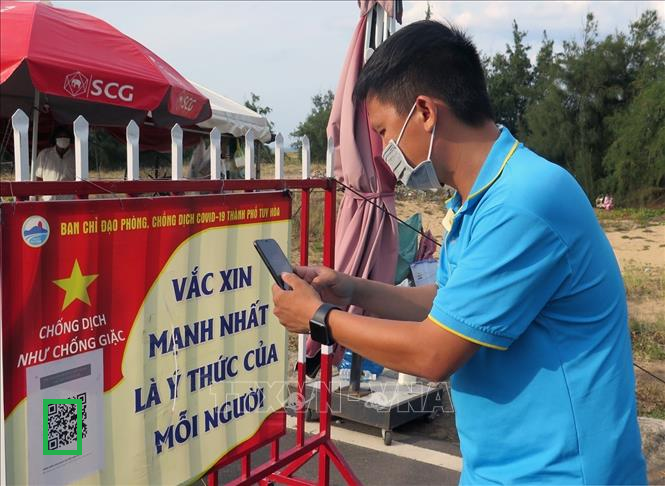 SCG
BAN CHỈ ĐẠO PHÒNG, CHỐNG DỊCH COVID-19 THÀNH PHỐ TUY HÒA
CHỐNG DỊCH
NHƯ CHỐNG GIẶC
VẮC XIN
MẠNH NHẤT
LÀ Ý THỨC CỦA
MỖI NGƯỜI
TTXVN